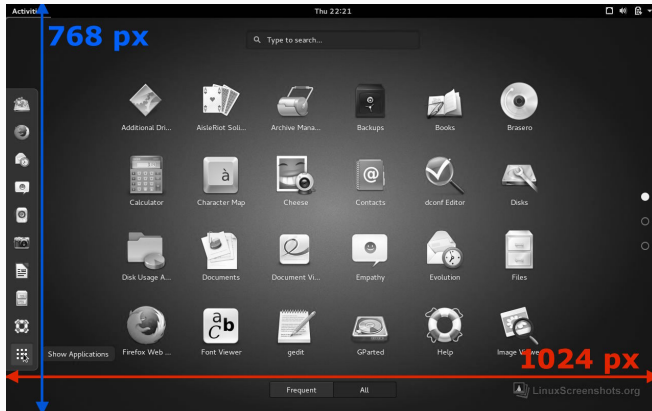 Activiti
Thu 22:21
768 px
Type to search...
Additional Dri...
AisleRiot Soli...
Archive Mana...
Backups
Books
Brasero
Calculator
Character Map
Cheese
Contacts
dconf Editor
Disks
Disk Usage A...
Documents
Document Vi...
Empathy
Evolution
Files
Show Applications
Firefox Web ...
Font Viewer
gedit
GParted
Help
Image Viewe
1024 px
Frequent
All
LinuxScreenshots.org